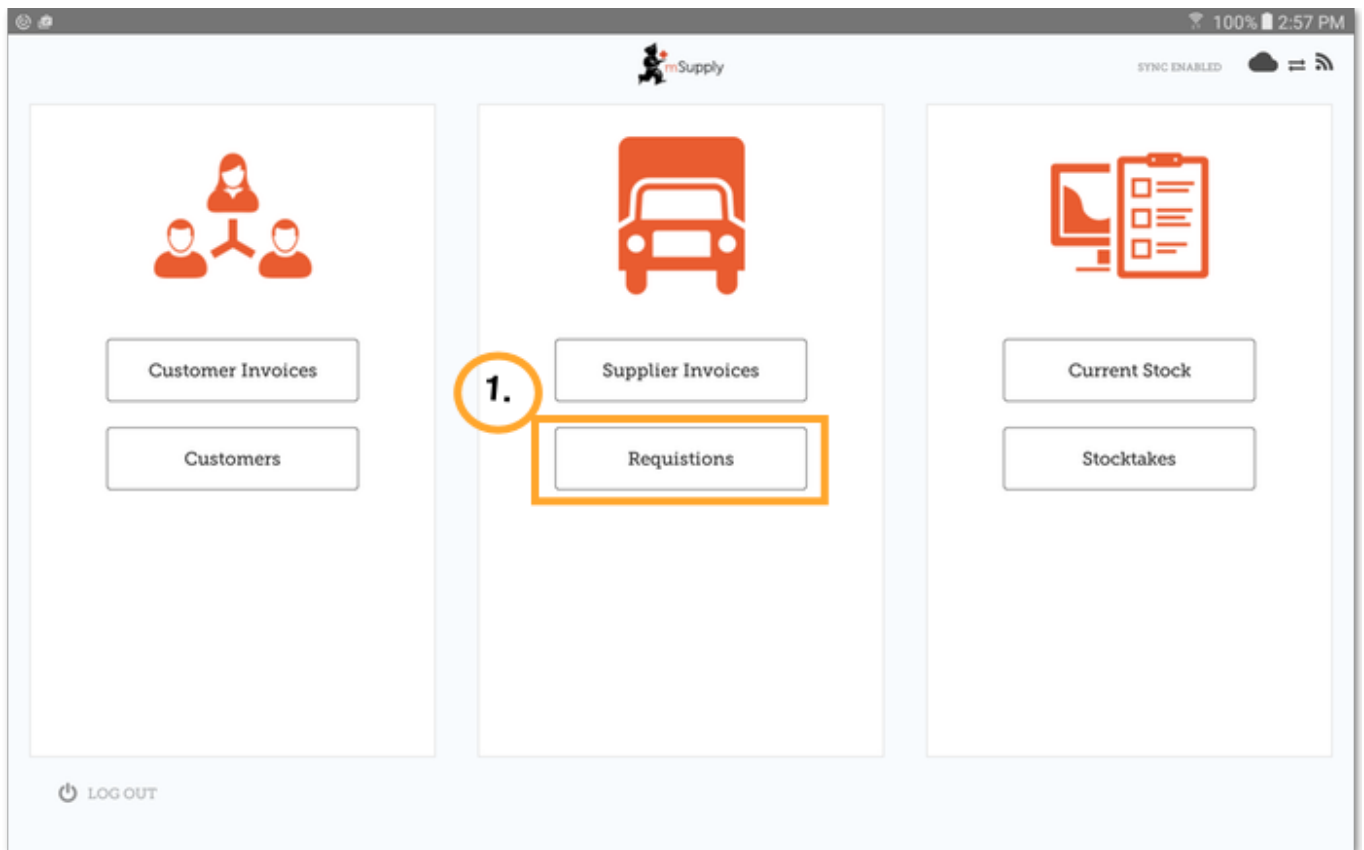 100% 2:57 PM
mSupply
SYNC ENABLED
Customer Invoices
Customers
1.
Supplier Invoices
Requistions
Current Stock
Stocktakes
LOG OUT